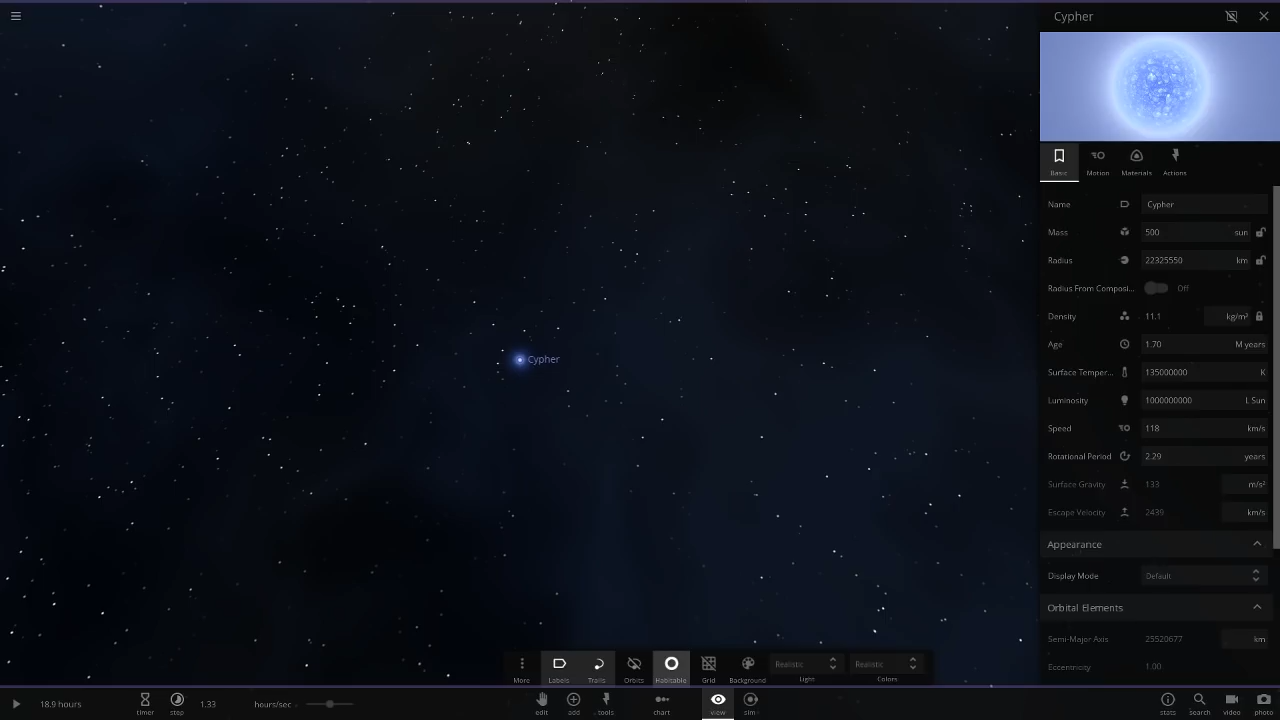 Cypher
Basic
Motion
Materials
Actions
Name Cypher
Mass 500 sun
Radius 22325550 km
Radius From Composi... Off
Density 11.1 kg/m³
Age 1.70 M years
Surface Temper... 135000000 K
Luminosity 1000000000 L Sun
Speed 118 km/s
Rotational Period 2.29 years
Surface Gravity 133 m/s²
Escape Velocity 2439 km/s
Appearance
Display Mode Default
Orbital Elements
Semi-Major Axis 25520677 km
Eccentricity 1.00
Cypher
More
Labels
Trails
Orbits
Habitable
Grid
Background
Realistic
Light
Realistic
Colors
18.9 hours
timer
step
1.33 hours/sec
edit
add
tools
chart
view
sim
stats
search
video
photo